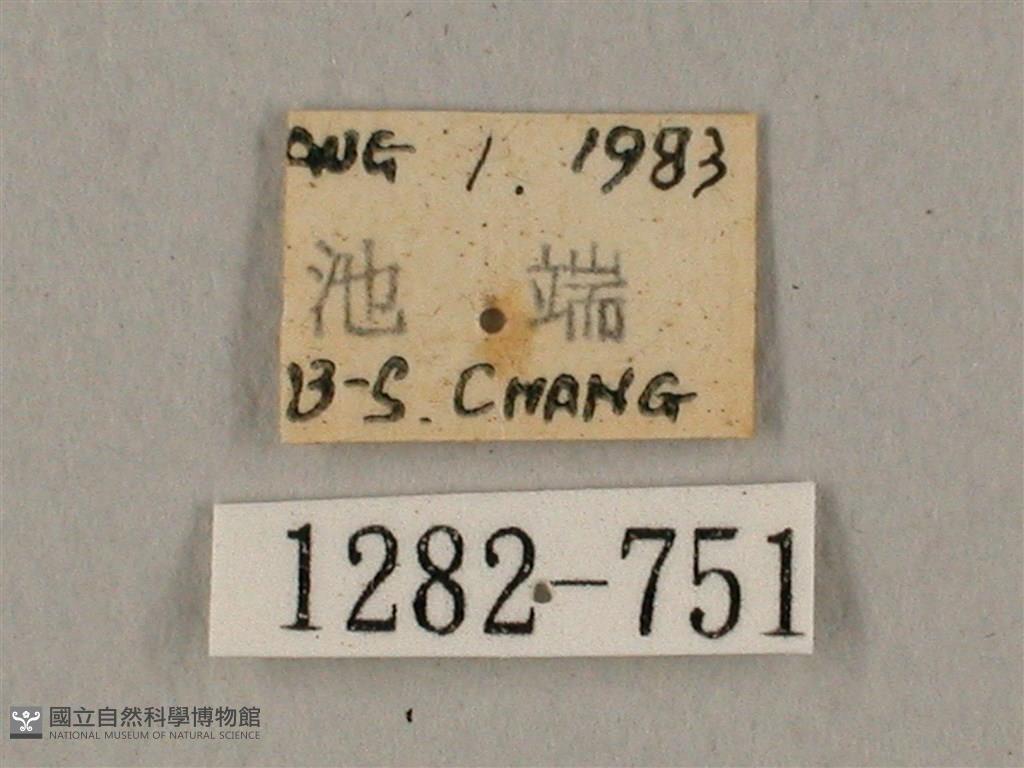 AUG 1. 1983
池端
B-S. CHANG
1282-751
國立自然科學博物館
NATIONAL MUSEUM OF NATURAL SCIENCE